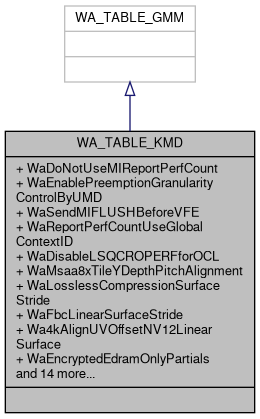 WA_TABLE_GMM
WA_TABLE_KMD
+ WaDoNotUseMIReportPerfCount
+ WaEnablePreemptionGranularity
ControlByUMD
+ WaSendMIFLUSHBeforeVFE
+ WaReportPerfCountUseGlobal
ContextID
+ WaDisableLSQCROPERFforOCL
+ WaMsaa8xTileYDepthPitchAlignment
+ WaLosslessCompressionSurface
Stride
+ WaFbcLinearSurfaceStride
+ Wa4kAlignUVOffsetNV12Linear
Surface
+ WaEncryptedEdramOnlyPartials
and 14 more...